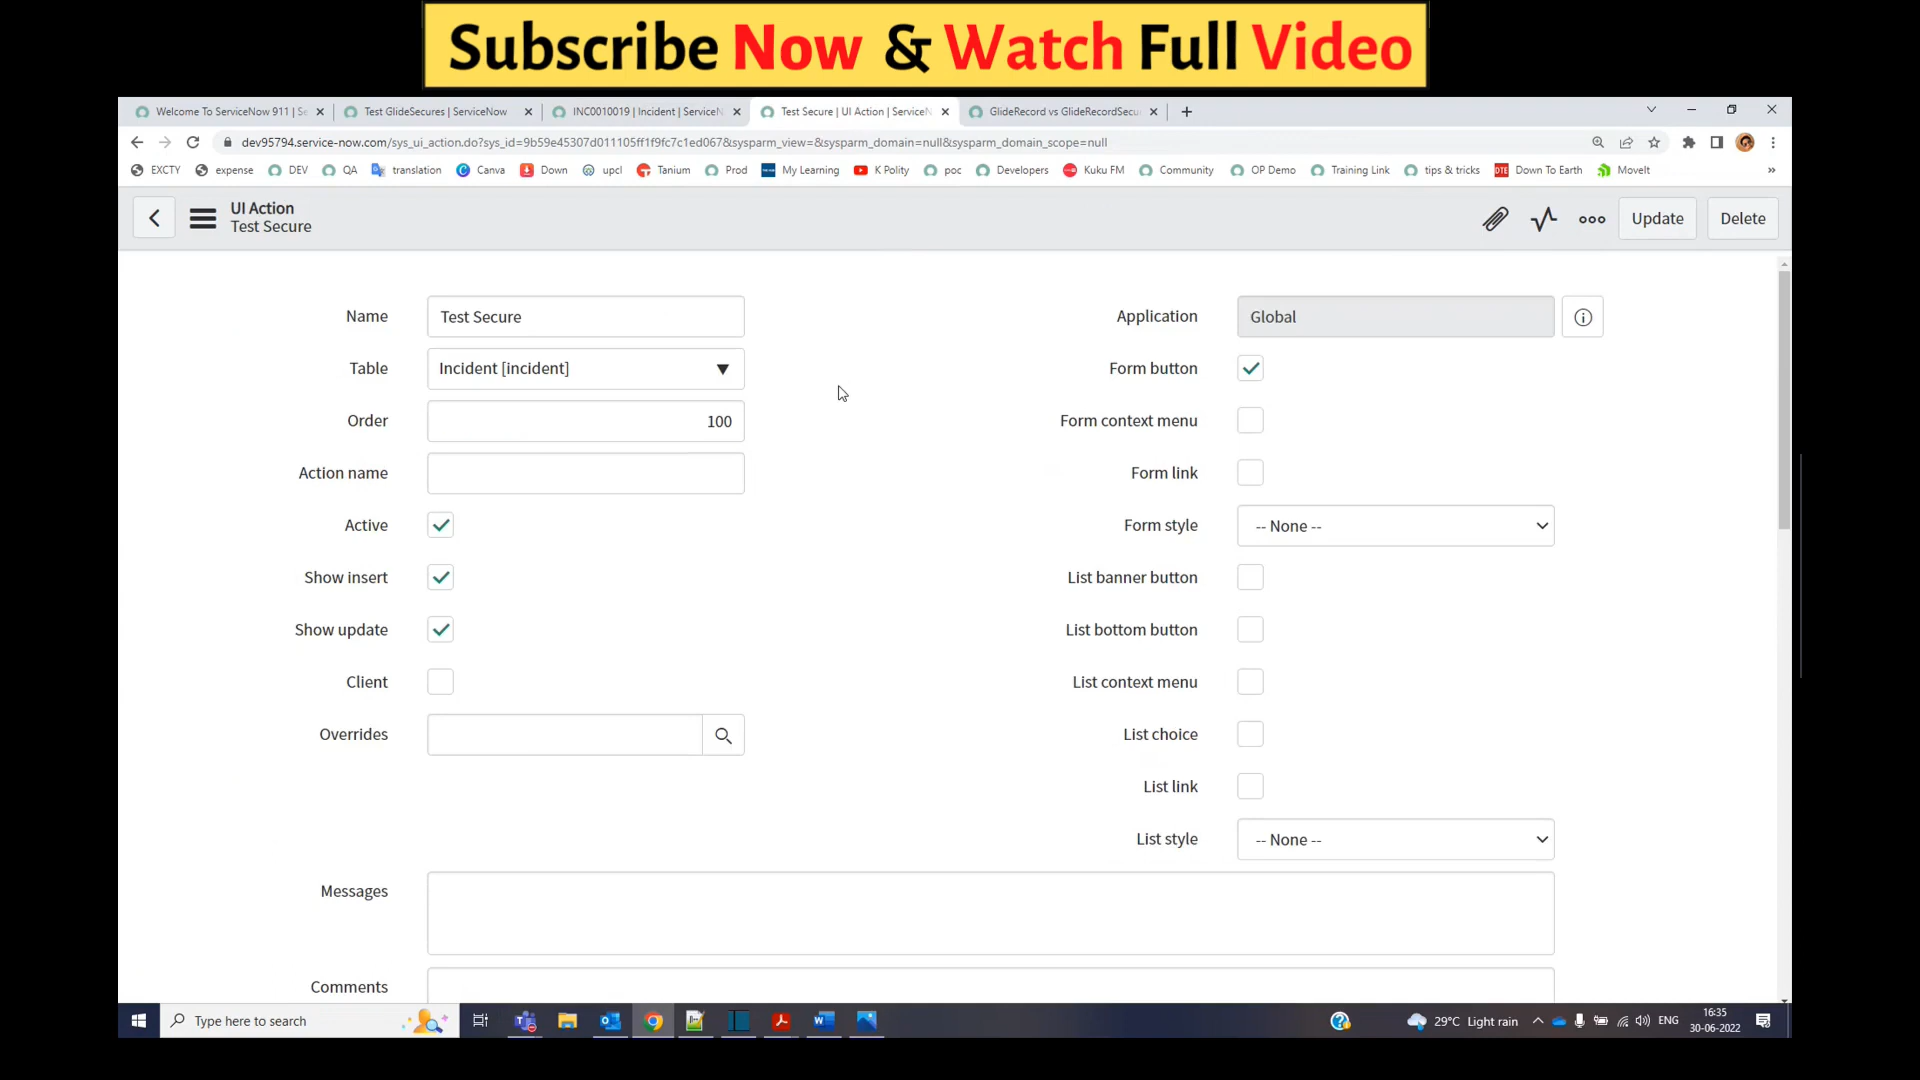 Subscribe Now & Watch Full Video
Welcome To ServiceNow 911 | Se
Test GlideSecures | ServiceNow
INC0010019 | Incident | ServiceN
Test Secure | UI Action | ServiceN
GlideRecord vs GlideRecordSecu
dev95794.service-now.com/sys_ui_action.do?sys_id=9b59e45307d011105ff1f9fc7c1ed067&sysparm_view=&sysparm_domain=null&sysparm_domain_scope=null
EXCTY expense DEV QA translation Canva Down upcl Tanium Prod My Learning K Polity poc Developers Kuku FM Community OP Demo Training Link tips & tricks Down To Earth MoveIt »
UI Action
Test Secure
Update
Delete
Name Test Secure
Application Global
Table Incident [incident]
Form button
Order 100
Form context menu
Action name
Form link
Active
Form style -- None --
Show insert
List banner button
Show update
List bottom button
Client
List context menu
Overrides
List choice
List link
List style -- None --
Messages
Comments
Type here to search
29°C Light rain
ENG
16:35
30-06-2022